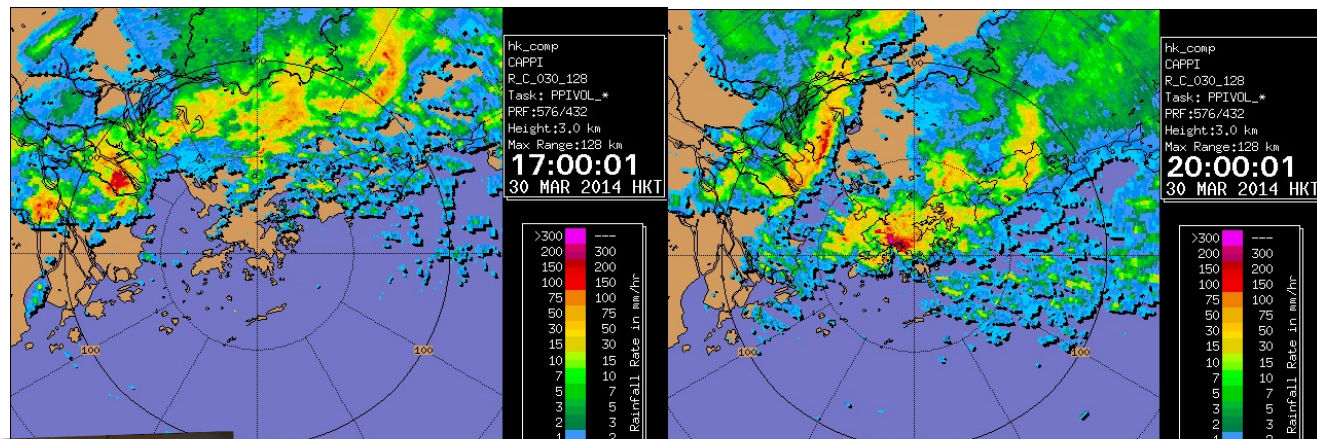 hk_comp
CAPPI
R_C_030_128
Task: PPIVOL_*
PRF:576/432
Height:3.0 km
Max Range:128 km
17:00:01
30 MAR 2014 HKT
>300 ---
200 300
150 200
100 150
75 100
50 75
30 50
15 30
10 15
7 10
5 7
3 5
2 3
1 2
Rainfall Rate in mm/hr
100
100
100
100
hk_comp
CAPPI
R_C_030_128
Task: PPIVOL_*
PRF:576/432
Height:3.0 km
Max Range:128 km
20:00:01
30 MAR 2014 HKT
>300 ---
200 300
150 200
100 150
75 100
50 75
30 50
15 30
10 15
7 10
5 7
3 5
2 3
Rainfall Rate in mm/hr
100
100
100
100
100